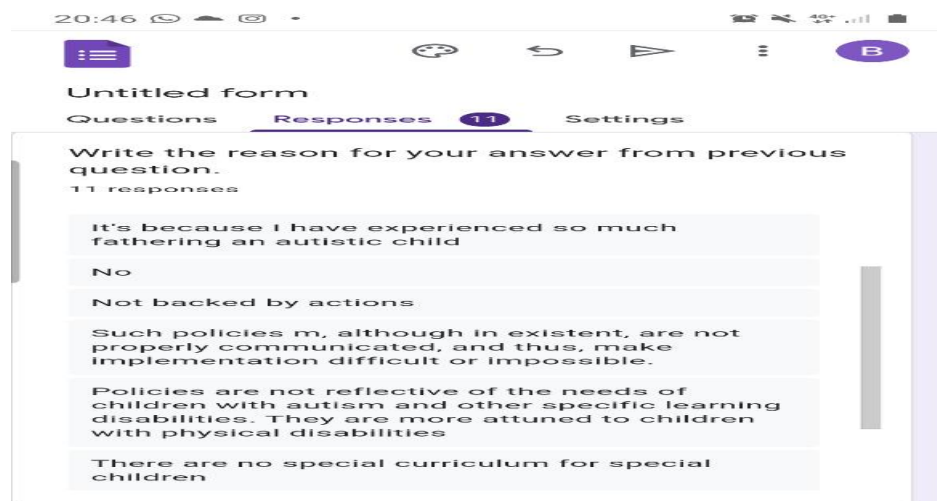 20:46
40+
B
Untitled form
Questions Responses 11 Settings
Write the reason for your answer from previous
question.
11 responses
It's because I have experienced so much
fathering an autistic child
No
Not backed by actions
Such policies m, although in existent, are not
properly communicated, and thus, make
implementation difficult or impossible.
Policies are not reflective of the needs of
children with autism and other specific learning
disabilities. They are more attuned to children
with physical disabilities
There are no special curriculum for special
children